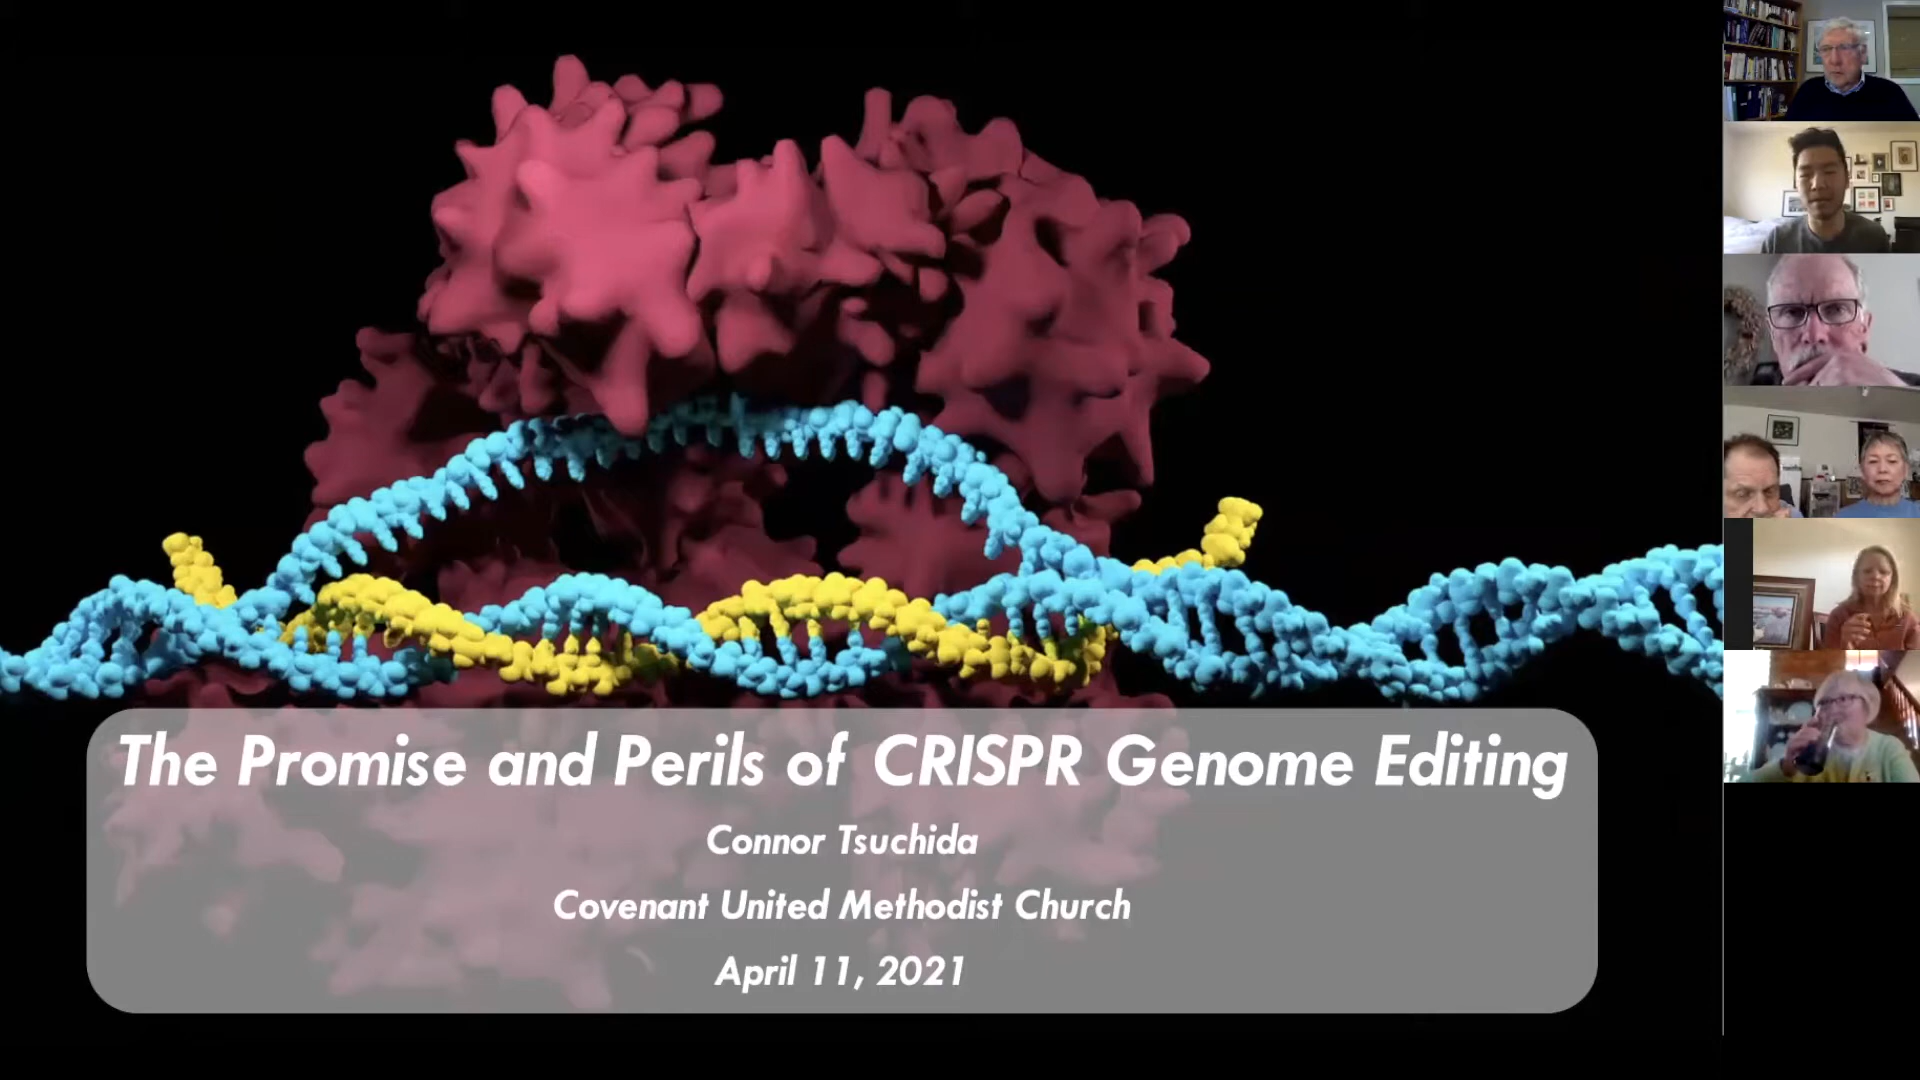 The Promise and Perils of CRISPR Genome Editing
Connor Tsuchida
Covenant United Methodist Church
April 11, 2021